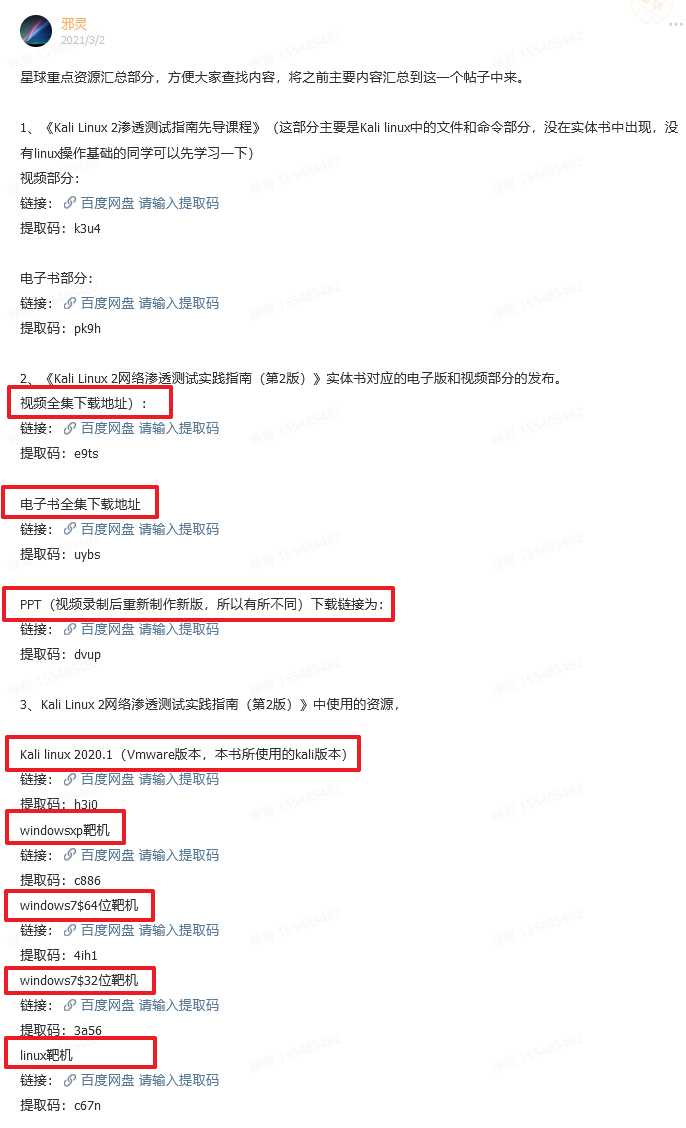 邪灵
2021/3/2
星球重点资源汇总部分，方便大家查找内容，将之前主要内容汇总到这一个帖子中来。
1、《Kali Linux 2渗透测试指南先导课程》（这部分主要是Kali linux中的文件和命令部分，没在实体书中出现，没
有linux操作基础的同学可以先学习一下）
视频部分：
链接： 百度网盘 请输入提取码
提取码：k3u4
电子书部分：
链接： 百度网盘 请输入提取码
提取码：pk9h
2、《Kali Linux 2网络渗透测试实践指南（第2版）》实体书对应的电子版和视频部分的发布。
视频全集下载地址）：
链接： 百度网盘 请输入提取码
提取码：e9ts
电子书全集下载地址
链接： 百度网盘 请输入提取码
提取码：uybs
PPT（视频录制后重新制作新版，所以有所不同）下载链接为：
链接： 百度网盘 请输入提取码
提取码：dvup
3、Kali Linux 2网络渗透测试实践指南（第2版）》中使用的资源，
Kali linux 2020.1（Vmware版本，本书所使用的kali版本）
链接： 百度网盘 请输入提取码
提取码：h3j0
windowsxp靶机
链接： 百度网盘 请输入提取码
提取码：c886
windows7$64位靶机
链接： 百度网盘 请输入提取码
提取码：4ih1
windows7$32位靶机
链接： 百度网盘 请输入提取码
提取码：3a56
linux靶机
链接： 百度网盘 请输入提取码
提取码：c67n